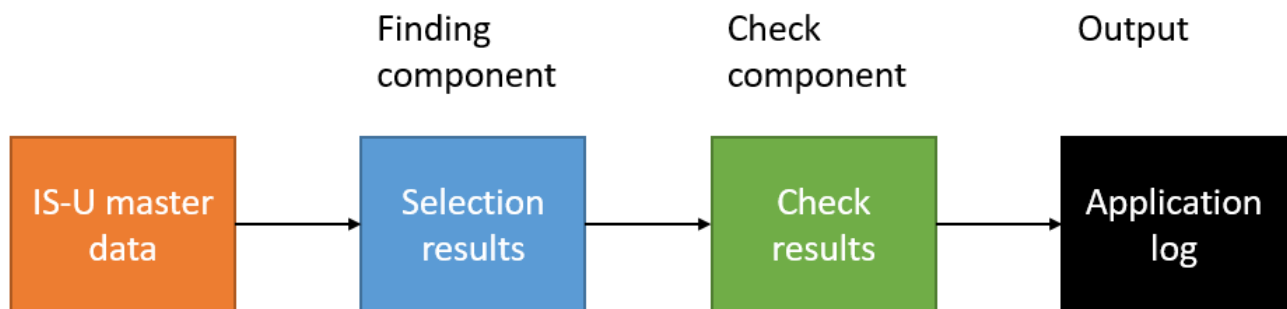 Finding
component
Check
component
Output
IS-U master
data
Selection
results
Check
results
Application
log